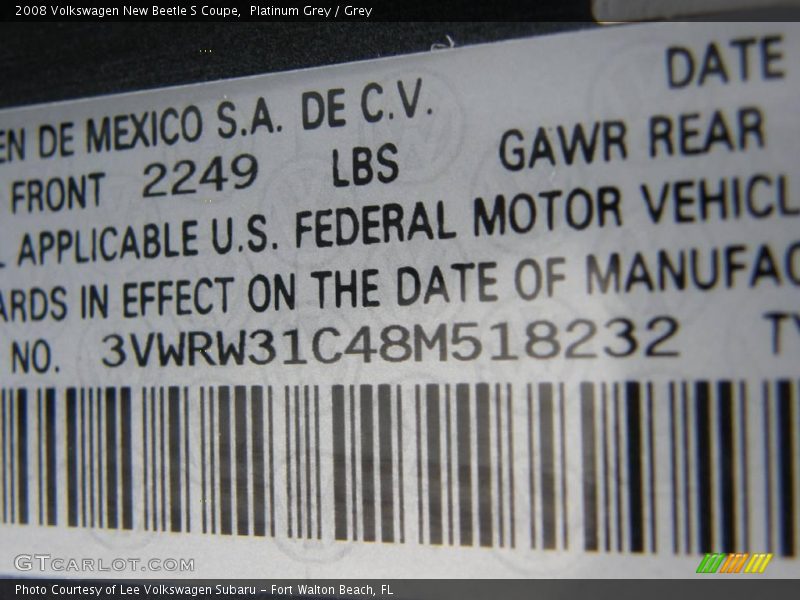 2008 Volkswagen New Beetle S Coupe,  Platinum Grey / Grey
DATE
EN DE MEXICO S.A. DE C.V.
FRONT 2249 LBS GAWR REAR
L APPLICABLE U.S. FEDERAL MOTOR VEHICL
ARDS IN EFFECT ON THE DATE OF MANUFAC
NO. 3VWRW31C48M518232 TY
GTCARLOT.COM
Photo Courtesy of Lee Volkswagen Subaru – Fort Walton Beach, FL